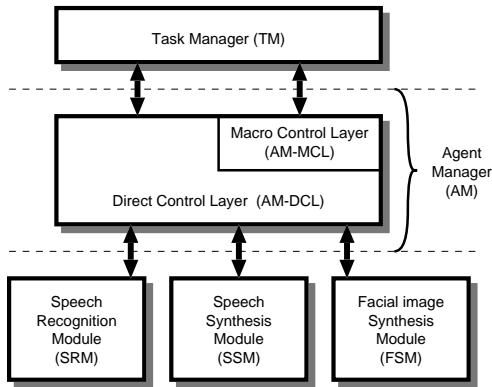 Task Manager (TM)
Macro Control Layer
(AM-MCL)
Direct Control Layer (AM-DCL)
Agent
Manager
(AM)
Speech
Recognition
Module
(SRM)
Speech
Synthesis
Module
(SSM)
Facial image
Synthesis
Module
(FSM)